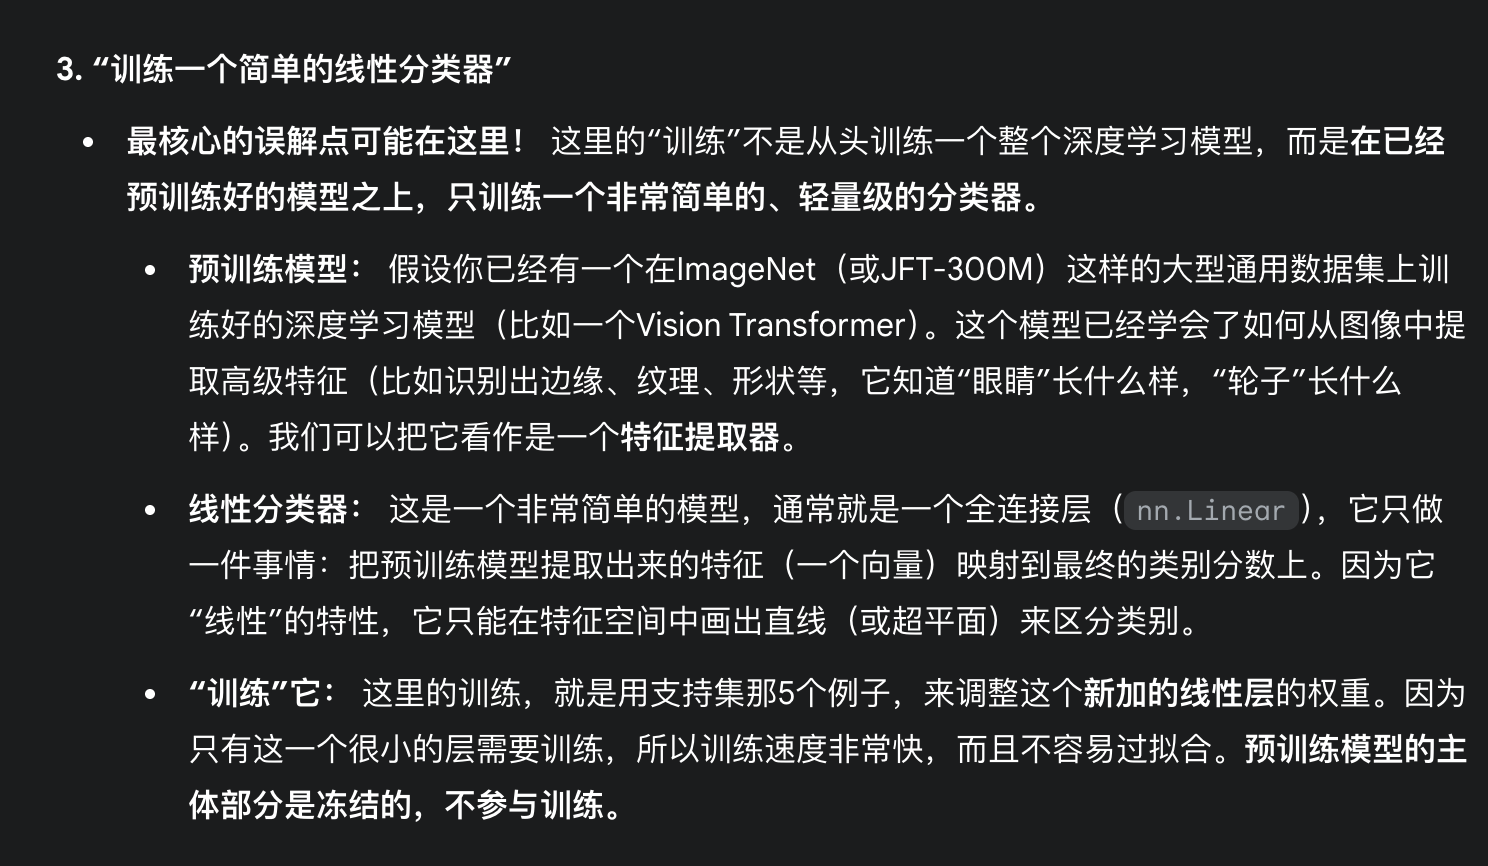 3. “训练一个简单的线性分类器”
• 最核心的误解点可能在这里！ 这里的“训练”不是从头训练一个整个深度学习模型，而是在已经
预训练好的模型之上，只训练一个非常简单的、轻量级的分类器。
• 预训练模型： 假设你已经有一个在ImageNet（或JFT-300M）这样的大型通用数据集上训
练好的深度学习模型（比如一个Vision Transformer）。这个模型已经学会了如何从图像中提
取高级特征（比如识别出边缘、纹理、形状等，它知道“眼睛”长什么样，“轮子”长什么
样）。我们可以把它看作是一个特征提取器。
• 线性分类器： 这是一个非常简单的模型，通常就是一个全连接层（nn.Linear），它只做
一件事情：把预训练模型提取出来的特征（一个向量）映射到最终的类别分数上。因为它
“线性”的特性，它只能在特征空间中画出直线（或超平面）来区分类别。
• “训练”它： 这里的训练，就是用支持集那5个例子，来调整这个新加的线性层的权重。因为
只有这一个很小的层需要训练，所以训练速度非常快，而且不容易过拟合。预训练模型的主
体部分是冻结的，不参与训练。